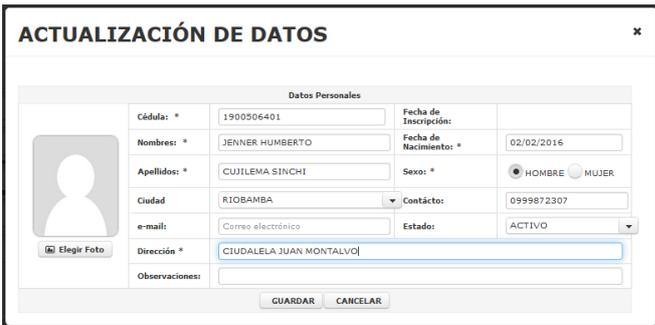 ACTUALIZACIÓN DE DATOS
Datos Personales
Cédula: * 1900506401 Fecha de
Inscripción:
Nombres: * JENNER HUMBERTO Fecha de
Nacimiento: * 02/02/2016
Apellidos: * CUJILEMA SINCHI Sexo: * HOMBRE MUJER
Ciudad RIOBAMBA Contácto: 0999872307
e-mail: Correo electrónico Estado: ACTIVO
Elegir Foto Dirección * CIUDALELA JUAN MONTALVO
Observaciones:
GUARDAR CANCELAR